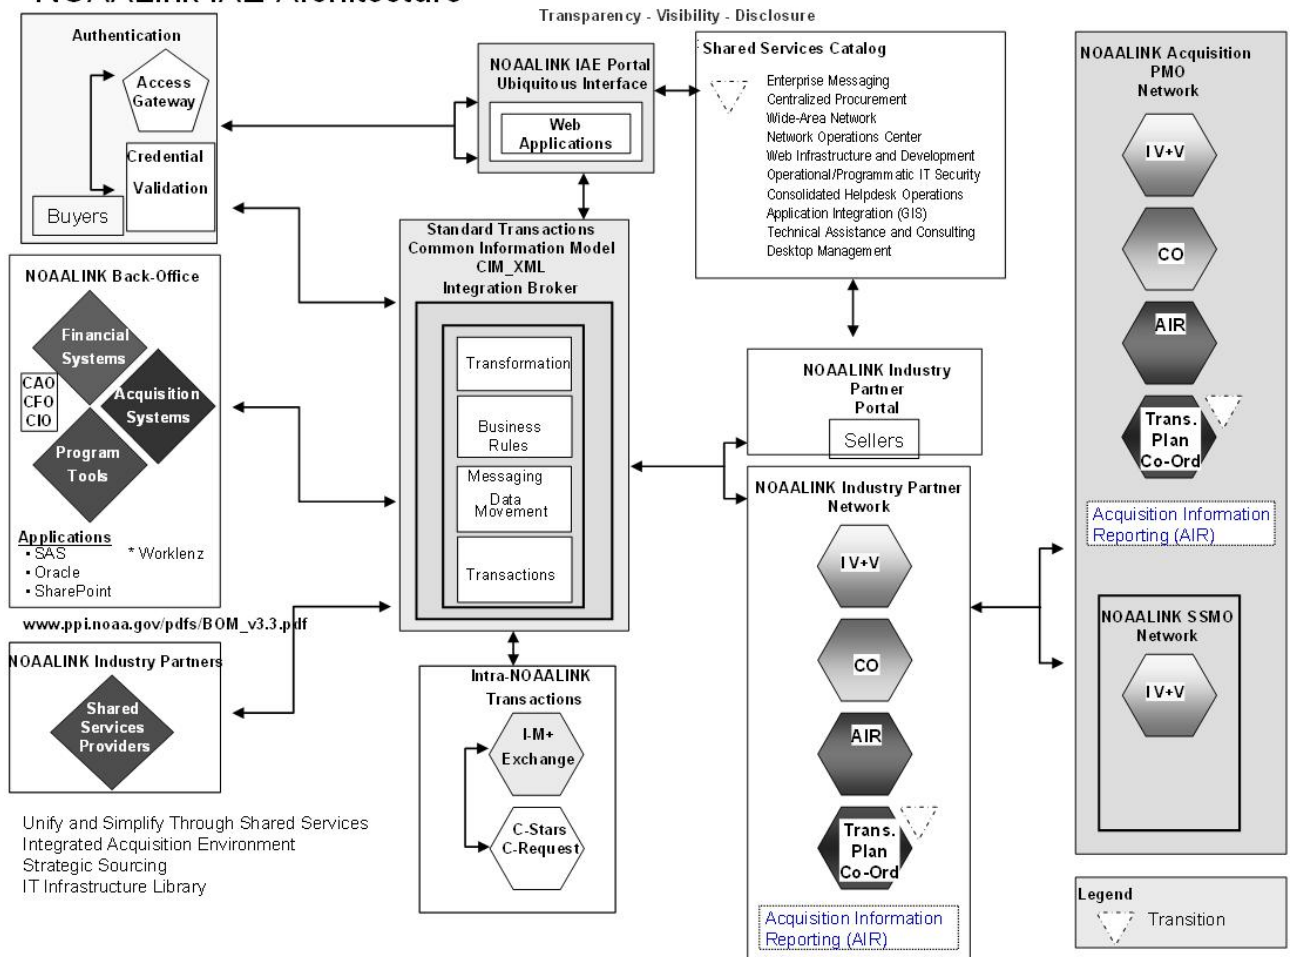 NOAALink IAE Architecture
Transparency - Visibility - Disclosure
Authentication
Access
Gateway
Credential
Validation
Buyers
NOAALINK IAE Portal
Ubiquitous Interface
Web
Applications
Shared Services Catalog
Enterprise Messaging
Centralized Procurement
Wide-Area Network
Network Operations Center
Web Infrastructure and Development
Operational/Programmatic IT Security
Consolidated Helpdesk Operations
Application Integration (GIS)
Technical Assistance and Consulting
Desktop Management
NOAALINK Acquisition
PMO
Network
IV+V
CO
AIR
Trans.
Plan
Co-Ord
Acquisition Information
Reporting (AIR)
NOAALINK SSMO
Network
IV+V
NOAALINK Back-Office
Financial
Systems
CAO
CFO
CIO
Acquisition
Systems
Program
Tools
Applications
▪ SAS
* Worklenz
▪ Oracle
▪ SharePoint
www.ppi.noaa.gov/pdfs/BOM_v3.3.pdf
Standard Transactions
Common Information Model
CIM_XML
Integration Broker
Transformation
Business
Rules
Messaging
Data
Movement
Transactions
NOAALINK Industry
Partner
Portal
Sellers
NOAALINK Industry Partner
Network
IV+V
CO
AIR
Trans.
Plan
Co-Ord
Acquisition Information
Reporting (AIR)
NOAALINK Industry Partners
Shared
Services
Providers
Intra-NOAALINK
Transactions
I-M+
Exchange
C-Stars
C-Request
Unify and Simplify Through Shared Services
Integrated Acquisition Environment
Strategic Sourcing
IT Infrastructure Library
Legend
Transition